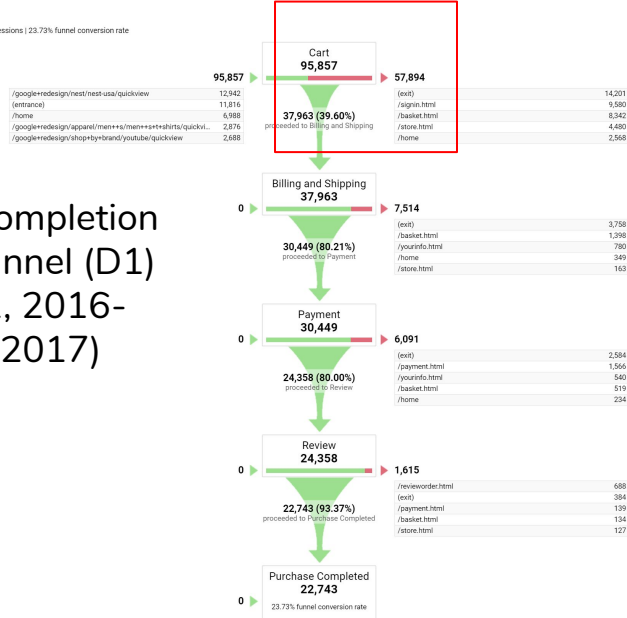 essions | 23.73% funnel conversion rate
Cart
95,857
95,857
57,894
/google+redesign/nest/nest-usa/quickview 12,942
(entrance) 11,816
/home 6,988
/google+redesign/apparel/men++s/men++s+t+shirts/quickvi... 2,876
/google+redesign/shop+by+brand/youtube/quickview 2,688
(exit) 14,201
/signin.html 9,580
/basket.html 8,342
/store.html 4,480
/home 2,568
37,963 (39.60%)
proceeded to Billing and Shipping
ompletion
nnel (D1)
, 2016-
2017)
Billing and Shipping
37,963
0
7,514
(exit) 3,758
/basket.html 1,398
/yourinfo.html 780
/home 349
/store.html 163
30,449 (80.21%)
proceeded to Payment
Payment
30,449
0
6,091
(exit) 2,584
/payment.html 1,566
/yourinfo.html 540
/basket.html 519
/home 234
24,358 (80.00%)
proceeded to Review
Review
24,358
0
1,615
/revieworder.html 688
(exit) 384
/payment.html 139
/basket.html 134
/store.html 127
22,743 (93.37%)
proceeded to Purchase Completed
Purchase Completed
22,743
0
23.73% funnel conversion rate